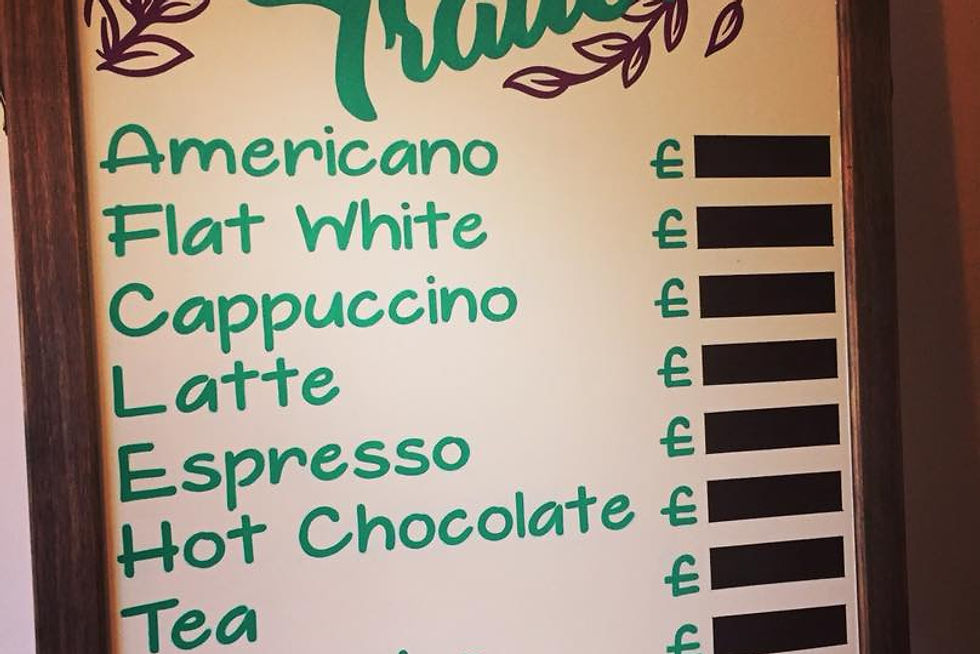 Americano £
Flat White £
Cappuccino £
Latte £
Espresso £
Hot Chocolate £
Tea £
£